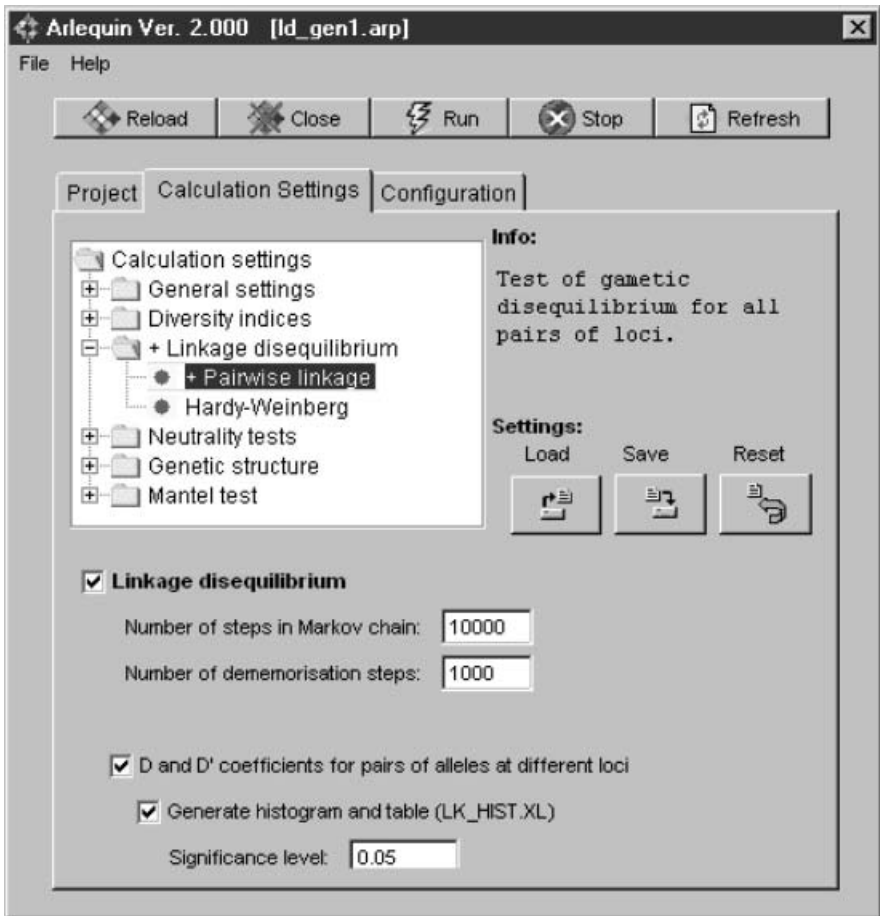 Arlequin Ver. 2.000 [ld_gen1.arp]
File Help
Reload Close Run Stop Refresh
Project Calculation Settings Configuration
Calculation settings
+ General settings
+ Diversity indices
- + Linkage disequilibrium
+ Pairwise linkage
Hardy-Weinberg
+ Neutrality tests
+ Genetic structure
+ Mantel test
Info:
Test of gametic
disequilibrium for all
pairs of loci.
Settings:
Load Save Reset
Linkage disequilibrium
Number of steps in Markov chain: 10000
Number of dememorisation steps: 1000
D and D' coefficients for pairs of alleles at different loci
Generate histogram and table (LK_HIST.XL)
Significance level: 0.05